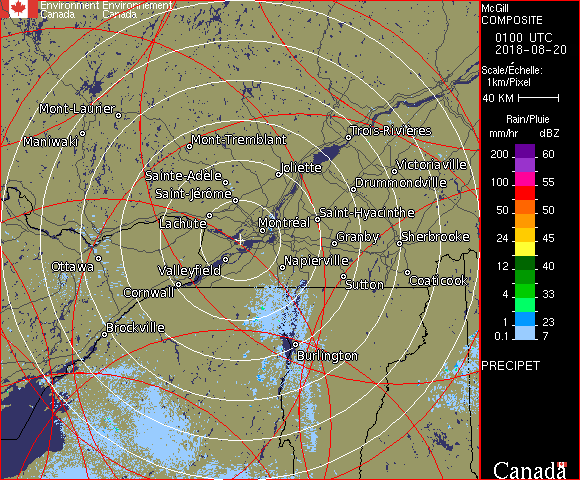 Environment Environnement
Canada Canada
McGill
COMPOSITE
0100 UTC
2018-08-20
Scale/Échelle:
1km/Pixel
40 KM
Rain/Pluie
mm/hr dBZ
200 60
57
100 55
50 50
24 45
12 40
4 33
1 23
0.1 7
PRECIPET
Mont-Laurier
Maniwaki
Mont-Tremblant
Trois-Rivières
Joliette
Victoriaville
Sainte-Adèle
Drummondville
Saint-Jérôme
Saint-Hyacinthe
Lachute
Montréal
Granby
Sherbrooke
Ottawa
Valleyfield
Napierville
Coaticook
Cornwall
Sutton
Brockville
Burlington
Canada